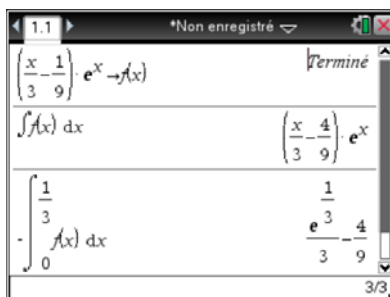 1.1 *Non enregistré
(x/3 - 1/9)·e^x→f(x) Terminé
∫f(x) dx (x/3 - 4/9)·e^x
-∫_0^(1/3) f(x) dx e^(1/3)/3 - 4/9
3/3